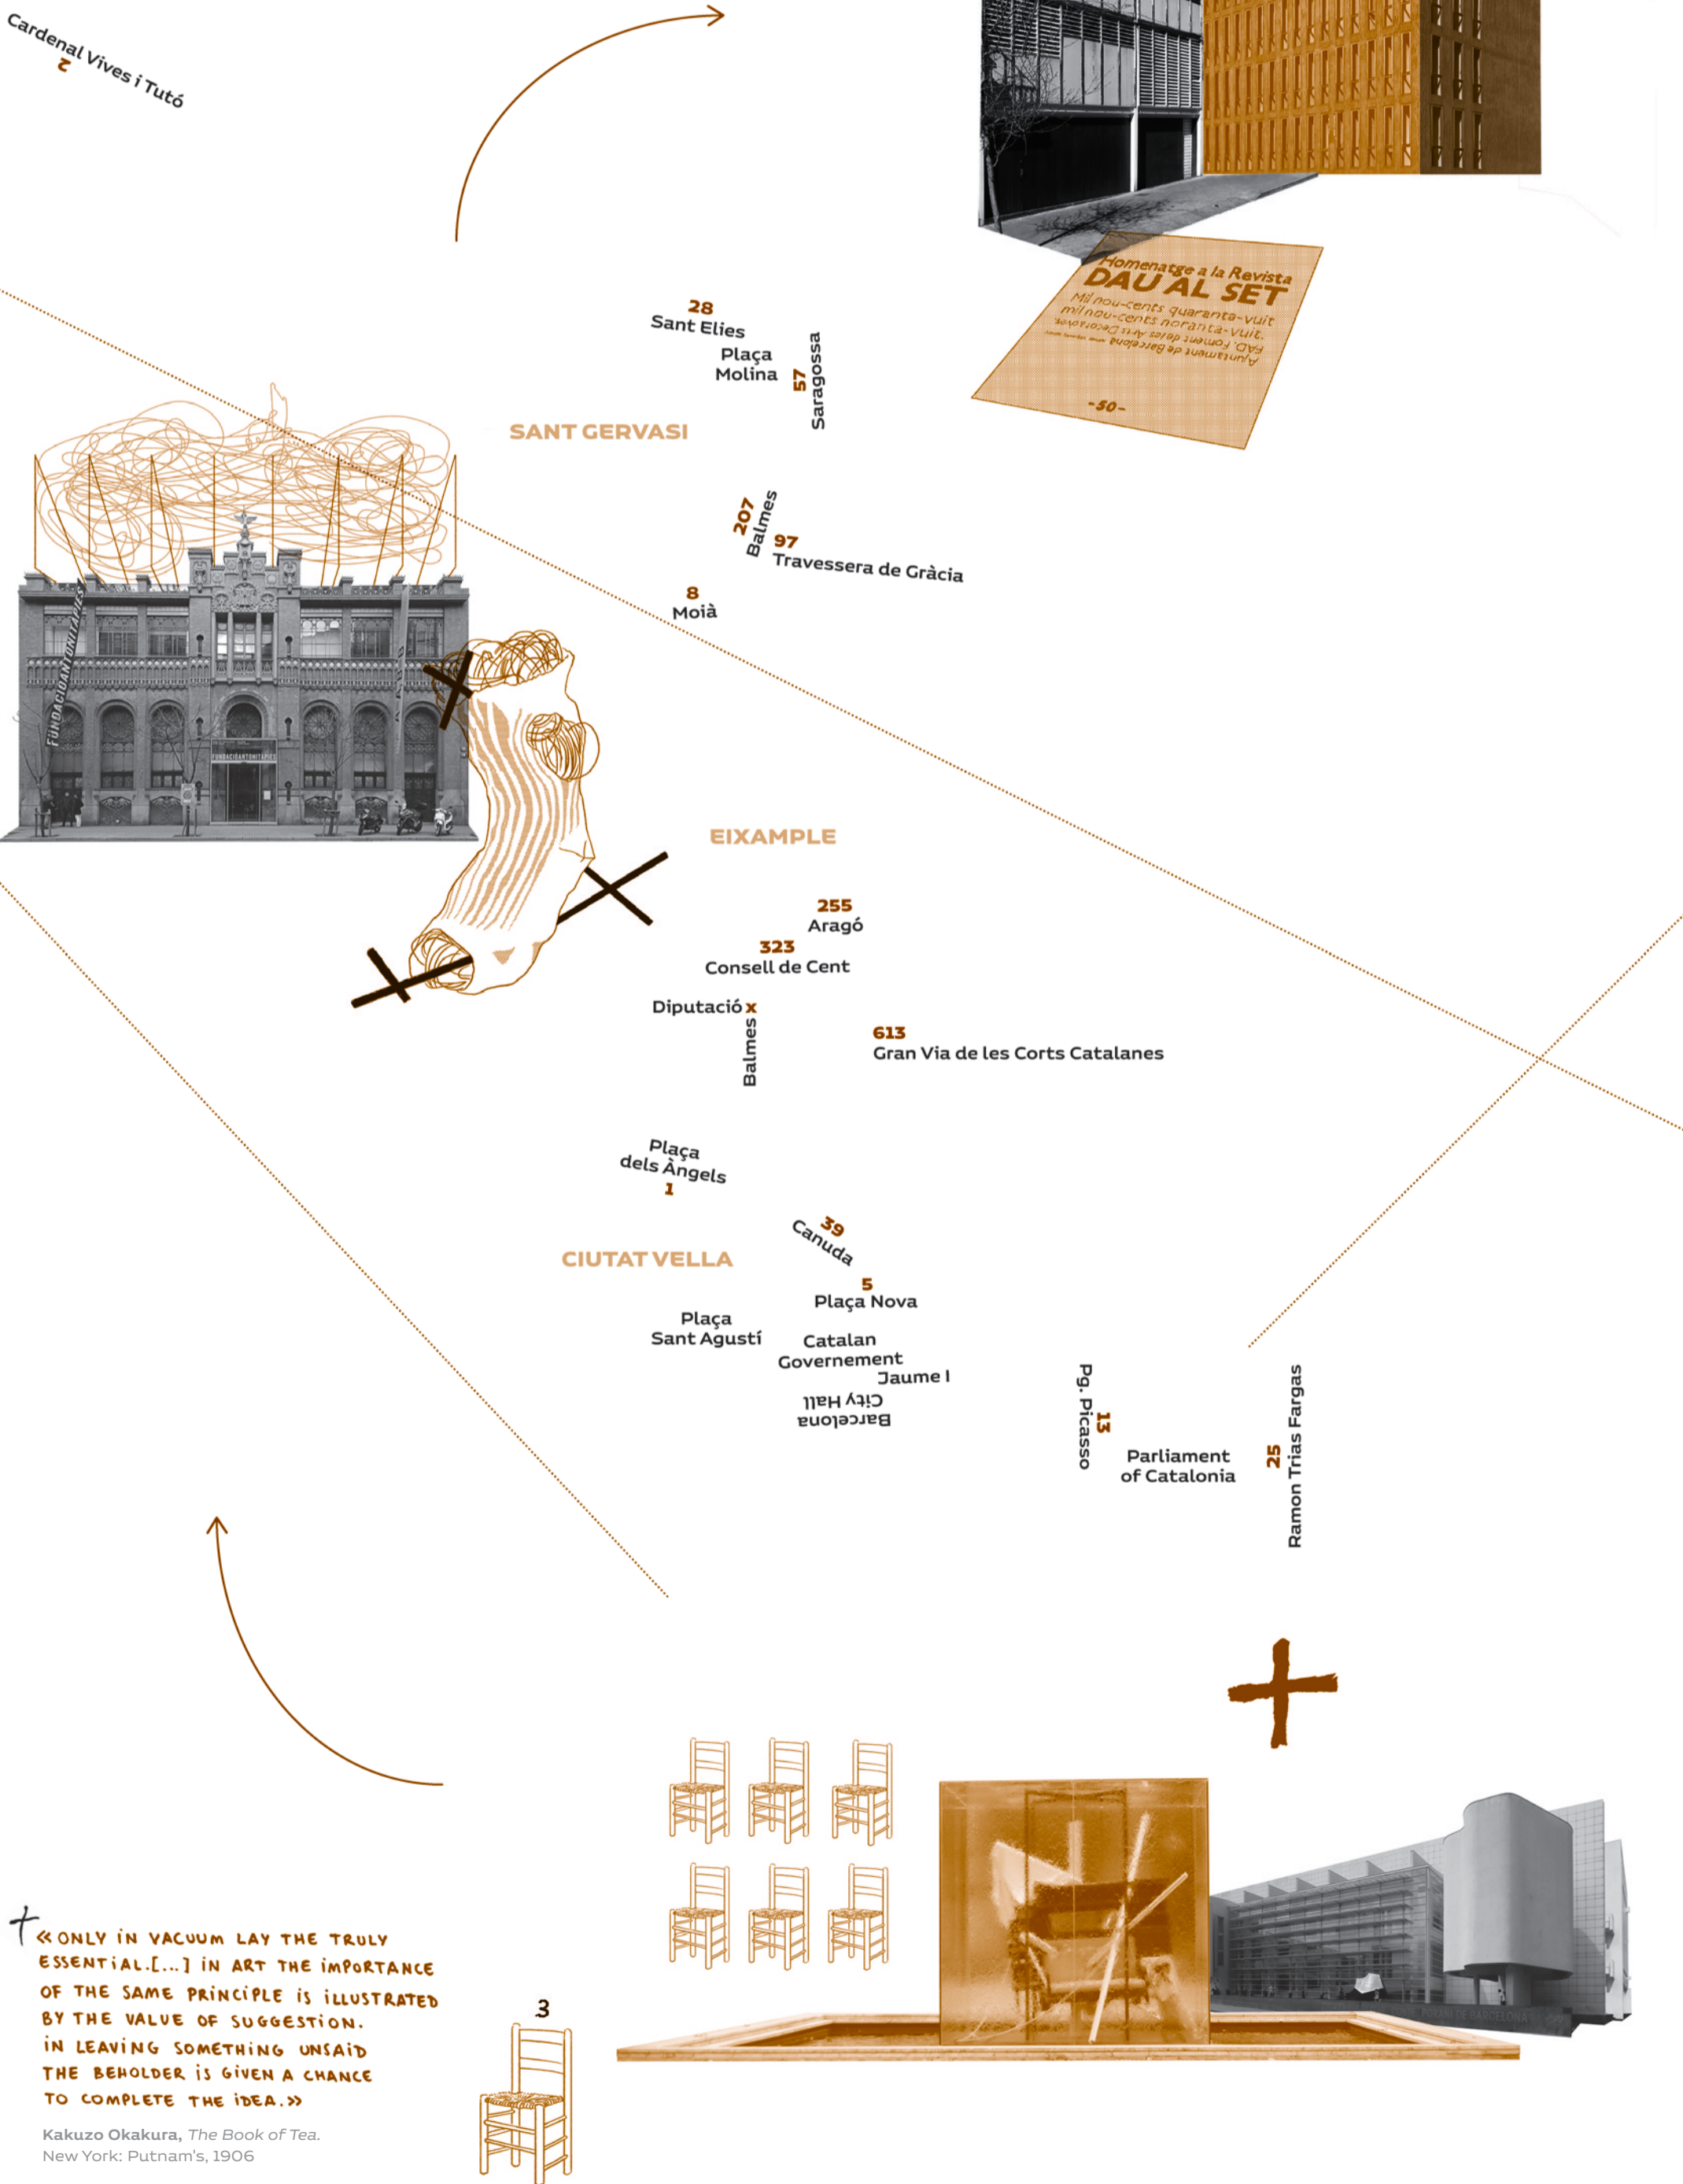 Cardenal Vives i Tutó
2
Homenatge a la Revista
DAU AL SET
Mil nou-cents quaranta-vuit
mil nou-cents noranta-vuit.
FAD. Foment de les Arts Decoratives.
Ajuntament de Barcelona
-50-
28
Sant Elies
Plaça
Molina
57
Saragossa
SANT GERVASI
207
Balmes
97
Travessera de Gràcia
8
Moià
FUNDACIOANTONITÀPIES
FUNDACIOANTONITÀPIES
EIXAMPLE
255
Aragó
323
Consell de Cent
Diputació x
Balmes
613
Gran Via de les Corts Catalanes
Plaça
dels Àngels
1
39
Canuda
CIUTAT VELLA
5
Plaça Nova
Plaça
Sant Agustí
Catalan
Governement
Jaume I
Barcelona
City Hall
Pg. Picasso
13
Parliament
of Catalonia
25
Ramon Trias Fargas
«ONLY IN VACUUM LAY THE TRULY
ESSENTIAL.[...] IN ART THE IMPORTANCE
OF THE SAME PRINCIPLE IS ILLUSTRATED
BY THE VALUE OF SUGGESTION.
IN LEAVING SOMETHING UNSAID
THE BEHOLDER IS GIVEN A CHANCE
TO COMPLETE THE IDEA.»
Kakuzo Okakura, The Book of Tea.
New York: Putnam's, 1906
3